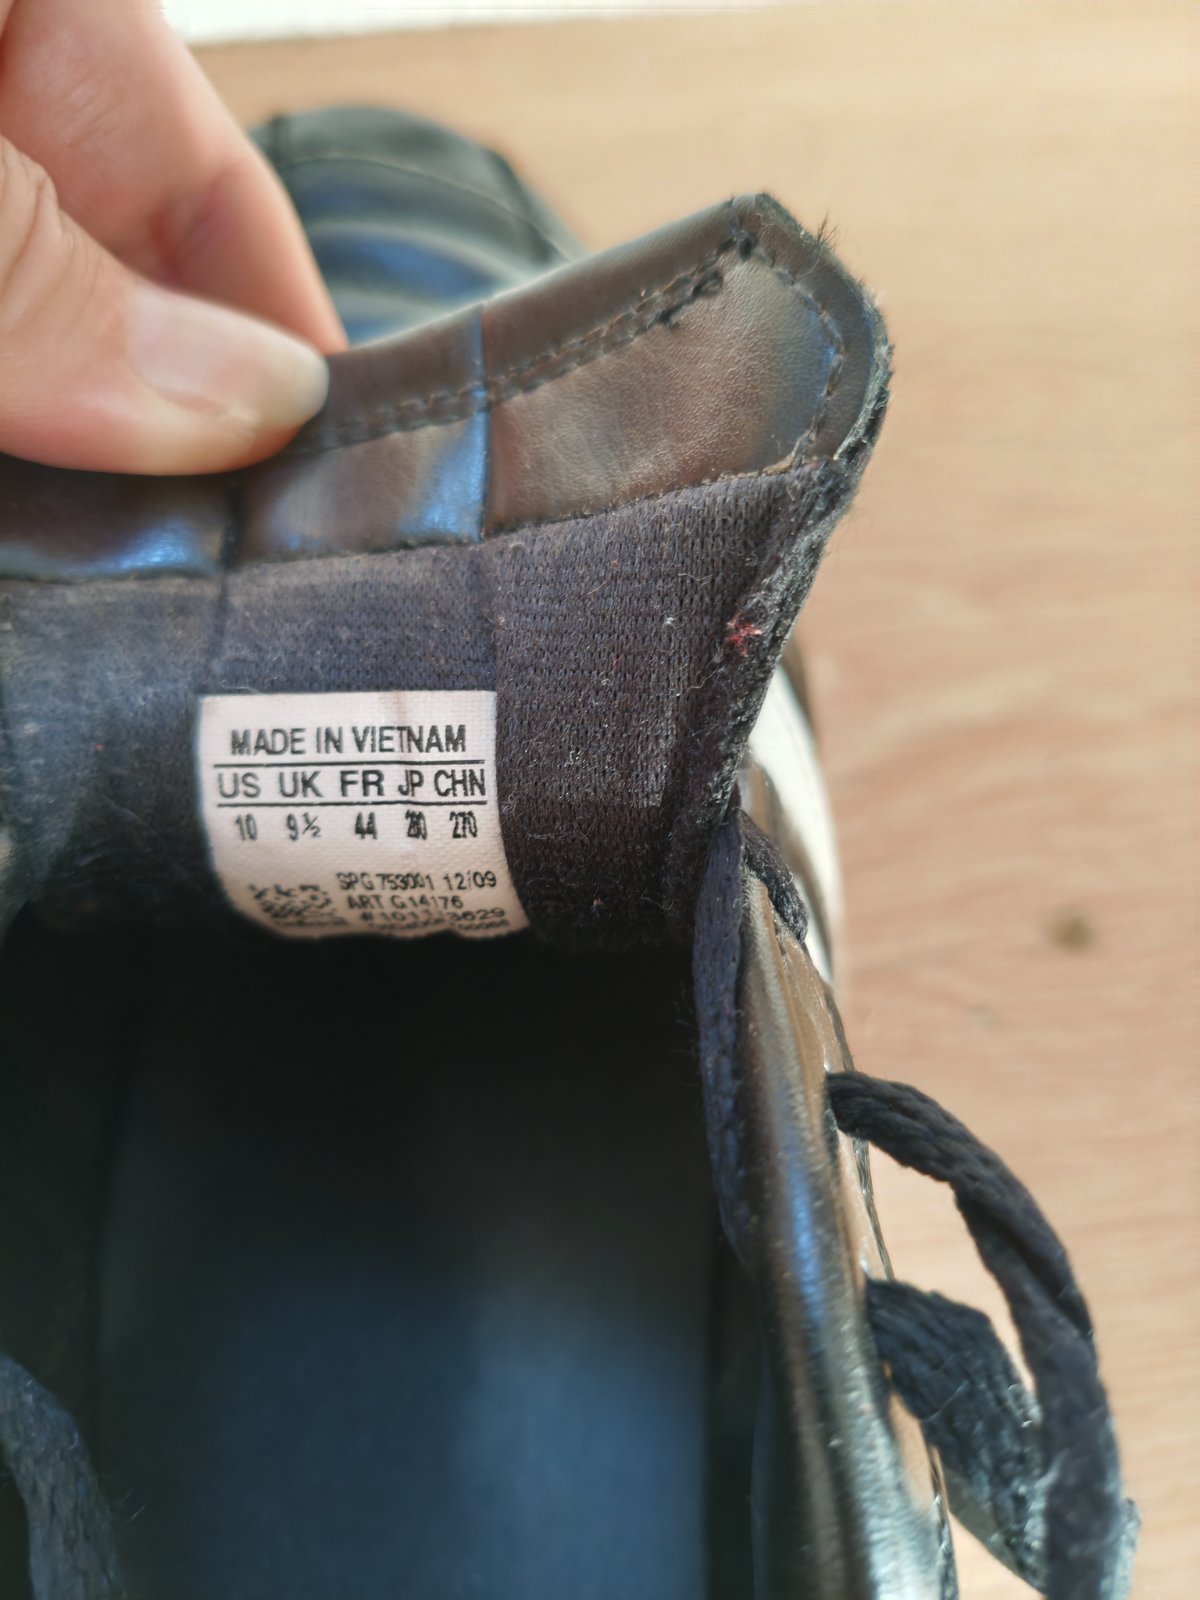 MADE IN VIETNAM
US UK FR JP CHN
10 9½ 44 280 270
SPG 753001 12/09
ART G14176